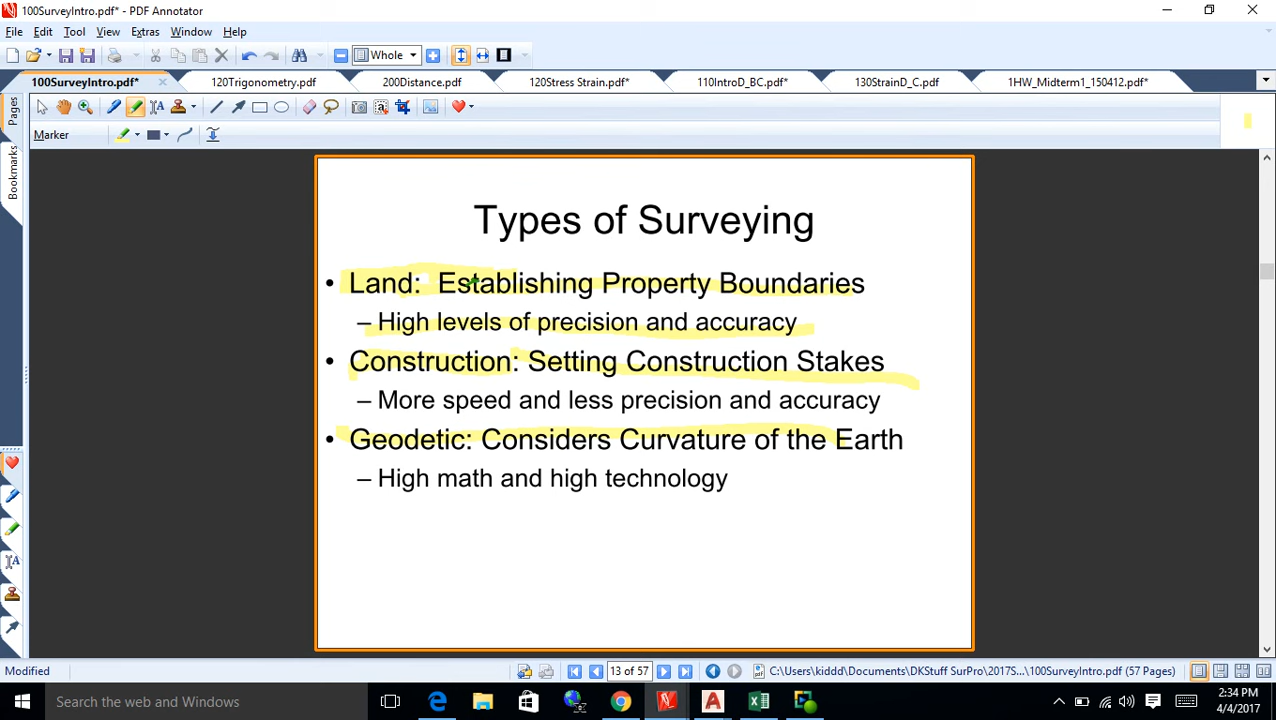 100SurveyIntro.pdf* - PDF Annotator
File Edit Tool View Extras Window Help
Whole
100SurveyIntro.pdf* 120Trigonometry.pdf 200Distance.pdf 120Stress Strain.pdf* 110IntroD_BC.pdf* 130StrainD_C.pdf 1HW_Midterm1_150412.pdf*
Marker
Pages
Bookmarks
Types of Surveying
• Land: Establishing Property Boundaries
– High levels of precision and accuracy
• Construction: Setting Construction Stakes
– More speed and less precision and accuracy
• Geodetic: Considers Curvature of the Earth
– High math and high technology
Modified
13 of 57
C:\Users\kiddd\Documents\DKStuff SurPro\2017S...\100SurveyIntro.pdf (57 Pages)
Search the web and Windows
2:34 PM
4/4/2017